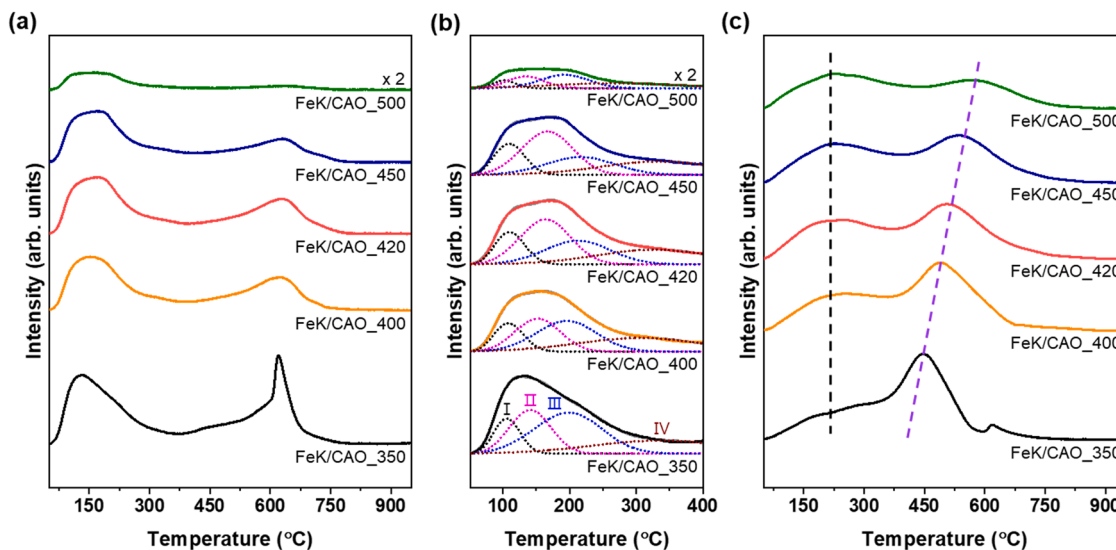 (a)
Intensity (arb. units)
x 2
FeK/CAO_500
FeK/CAO_450
FeK/CAO_420
FeK/CAO_400
FeK/CAO_350
150 300 450 600 750 900
Temperature (°C)
(b)
Intensity (arb. units)
x 2
FeK/CAO_500
FeK/CAO_450
FeK/CAO_420
FeK/CAO_400
I II III IV
FeK/CAO_350
100 200 300 400
Temperature (°C)
(c)
Intensity (arb. units)
FeK/CAO_500
FeK/CAO_450
FeK/CAO_420
FeK/CAO_400
FeK/CAO_350
150 300 450 600 750 900
Temperature (°C)